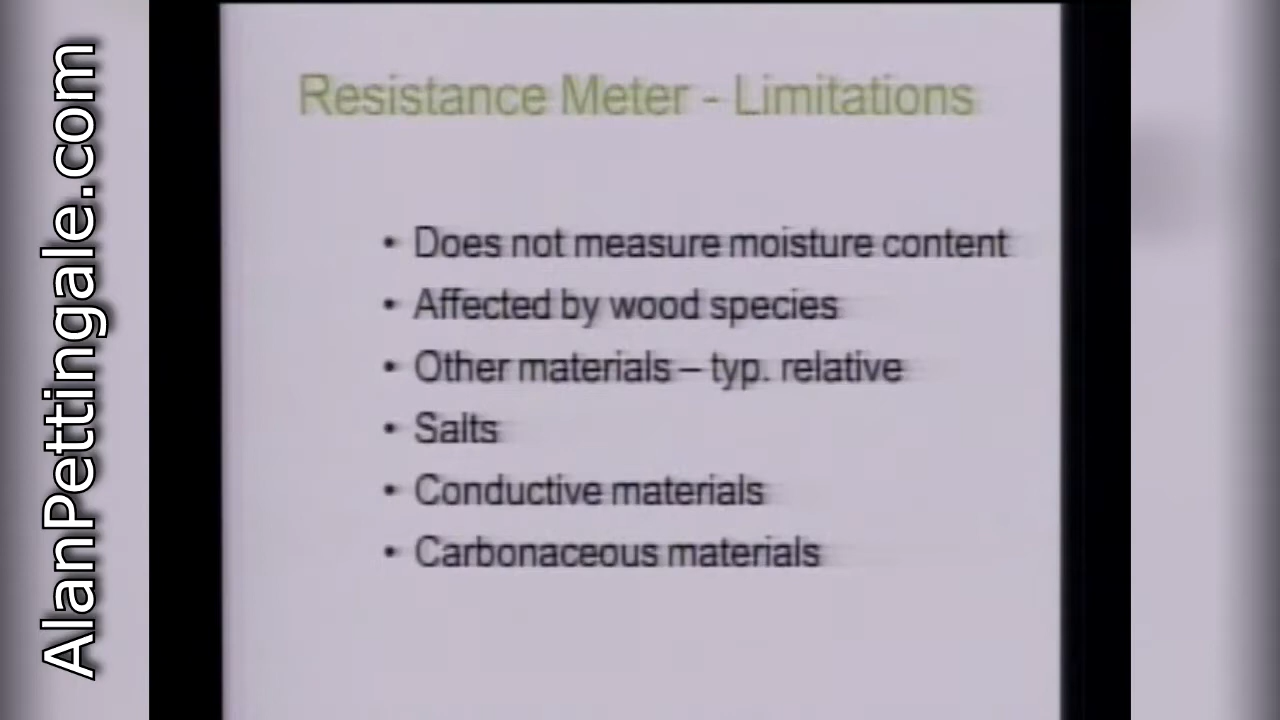 AlanPettingale.com
Resistance Meter - Limitations
• Does not measure moisture content
• Affected by wood species
• Other materials – typ. relative
• Salts
• Conductive materials
• Carbonaceous materials